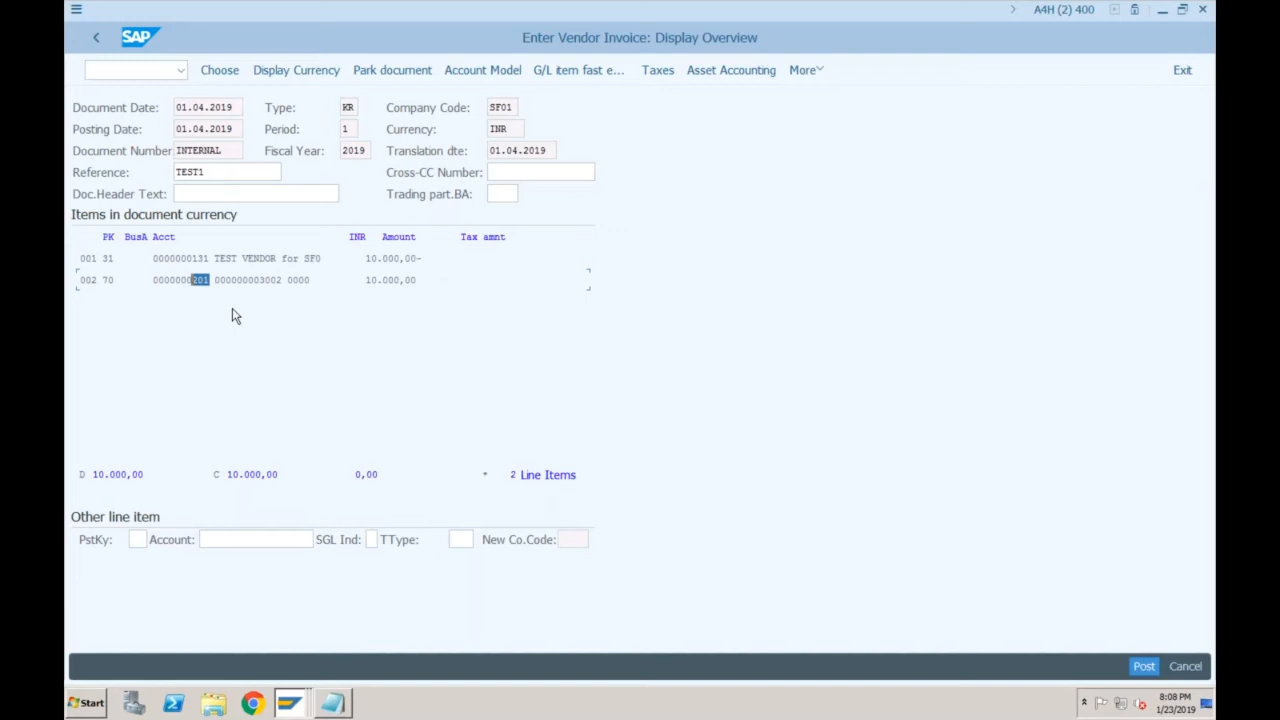 A4H (2) 400
SAP
Enter Vendor Invoice: Display Overview
Choose Display Currency Park document Account Model G/L item fast e... Taxes Asset Accounting More Exit
Document Date: 01.04.2019 Type: KR Company Code: SF01
Posting Date: 01.04.2019 Period: 1 Currency: INR
Document Number INTERNAL Fiscal Year: 2019 Translation dte: 01.04.2019
Reference: TEST1 Cross-CC Number:
Doc.Header Text: Trading part.BA:
Items in document currency
PK BusA Acct INR Amount Tax amnt
001 31 0000000131 TEST VENDOR for SF0 10.000,00-
002 70 0000000201 000000003002 0000 10.000,00
D 10.000,00 C 10.000,00 0,00 * 2 Line Items
Other line item
PstKy: Account: SGL Ind: TType: New Co.Code:
Post Cancel
Start 8:08 PM
1/23/2019